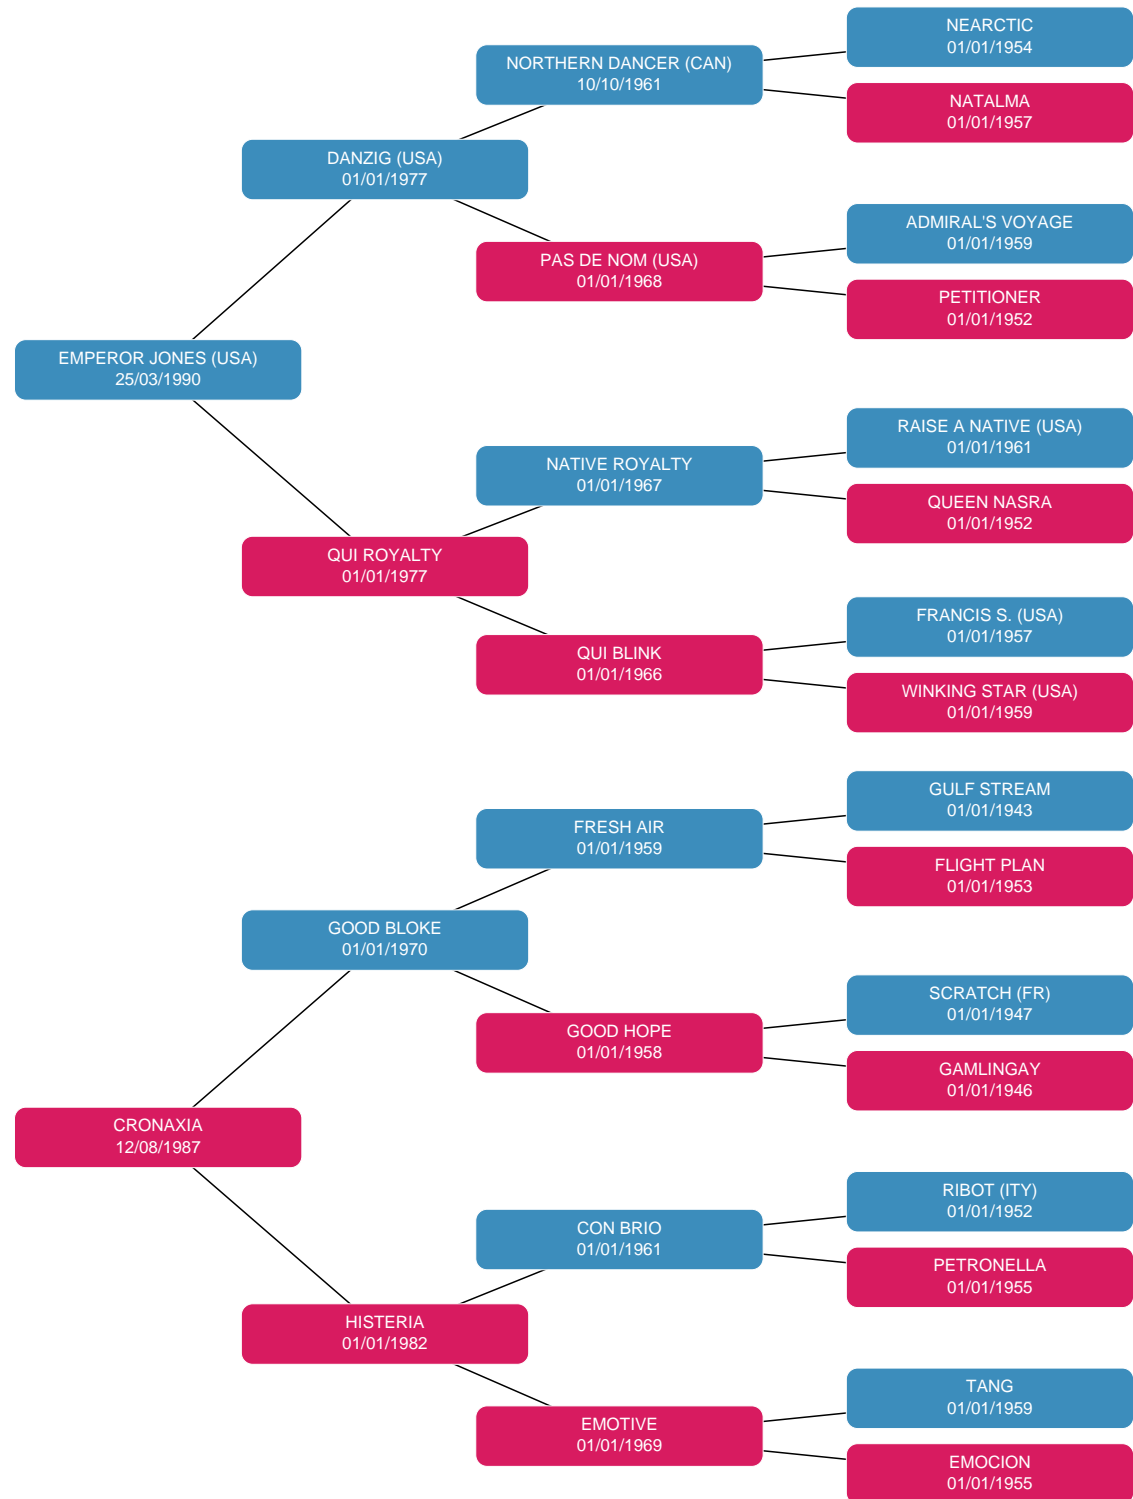 NEARCTIC
01/01/1954
NORTHERN DANCER (CAN)
10/10/1961
NATALMA
01/01/1957
DANZIG (USA)
01/01/1977
ADMIRAL'S VOYAGE
01/01/1959
PAS DE NOM (USA)
01/01/1968
PETITIONER
01/01/1952
EMPEROR JONES (USA)
25/03/1990
RAISE A NATIVE (USA)
01/01/1961
NATIVE ROYALTY
01/01/1967
QUEEN NASRA
01/01/1952
QUI ROYALTY
01/01/1977
FRANCIS S. (USA)
01/01/1957
QUI BLINK
01/01/1966
WINKING STAR (USA)
01/01/1959
GULF STREAM
01/01/1943
FRESH AIR
01/01/1959
FLIGHT PLAN
01/01/1953
GOOD BLOKE
01/01/1970
SCRATCH (FR)
01/01/1947
GOOD HOPE
01/01/1958
GAMLINGAY
01/01/1946
CRONAXIA
12/08/1987
RIBOT (ITY)
01/01/1952
CON BRIO
01/01/1961
PETRONELLA
01/01/1955
HISTERIA
01/01/1982
TANG
01/01/1959
EMOTIVE
01/01/1969
EMOCION
01/01/1955